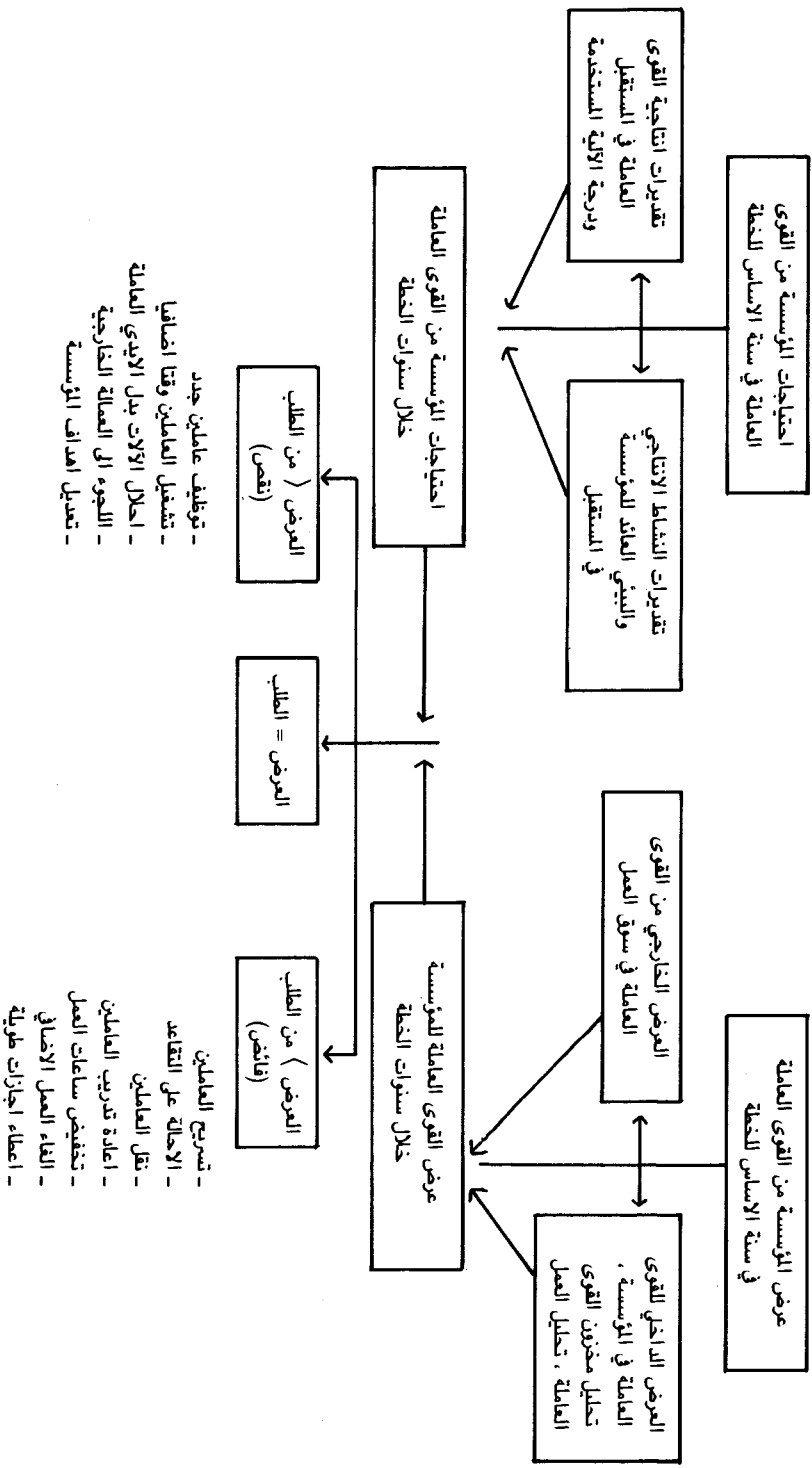 احتياجات المؤسسة من القوى
العاملة في سنة الاساس للخطة
تقديرات انتاجية القوى
العاملة في المستقبل
ودرجة الآلية المستخدمة
تقديرات النشاط الانتاجي
والبيئي العائد للمؤسسة
في المستقبل
احتياجات المؤسسة من القوى العاملة
خلال سنوات الخطة
عرض المؤسسة من القوى العاملة
في سنة الاساس للخطة
العرض الخارجي من القوى
العاملة في سوق العمل
العرض الداخلي للقوى
العاملة في المؤسسة ،
تحليل مخزون القوى
العاملة ، تحليل العمل
عرض القوى العاملة للمؤسسة
خلال سنوات الخطة
العرض ⟨ من الطلب
(نقص)
العرض = الطلب
العرض ⟩ من الطلب
(فائض)
- توظيف عاملين جدد
- تشغيل العاملين وقتا اضافيا
- احلال الآلات بدل الايدي العاملة
- اللجوء الى العمالة الخارجية
- تعديل اهداف المؤسسة
- تسريح العاملين
- الاحالة على التقاعد
- نقل العاملين
- اعادة تدريب العاملين
- تخفيض ساعات العمل
- الغاء العمل الاضافي
- اعطاء اجازات طويلة